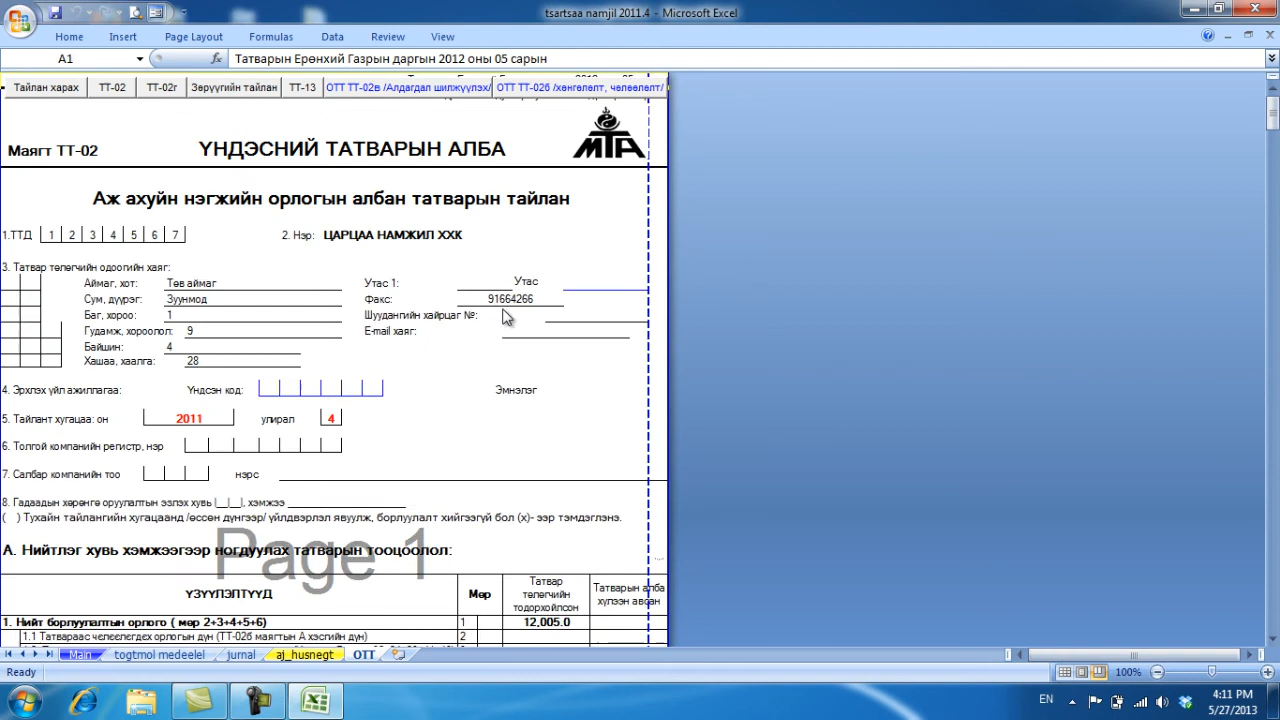 tsartsaa namjil 2011.4 - Microsoft Excel
Home Insert Page Layout Formulas Data Review View
A1 fx Татварын Ерөнхий Газрын даргын 2012 оны 05 сарын
Тайлан харах ТТ-02 ТТ-02г Зөрүүгийн тайлан ТТ-13 ОТТ ТТ-02в /Алдагдал шилжүүлэх/ ОТТ ТТ-02б /хөнгөлөлт, чөлөөлөлт/
Маягт ТТ-02 ҮНДЭСНИЙ ТАТВАРЫН АЛБА МТА
Аж ахуйн нэгжийн орлогын албан татварын тайлан
1.ТТД 1 2 3 4 5 6 7 2. Нэр: ЦАРЦАА НАМЖИЛ ХХК
3. Татвар төлөгчийн одоогийн хаяг:
Аймаг, хот: Төв аймаг Утас 1: Утас
Сум, дүүрэг: Зуунмод Факс: 91664266
Баг, хороо: 1 Шуудангийн хайрцаг №:
Гудамж, хороолол: 9 E-mail хаяг:
Байшин: 4
Хашаа, хаалга: 28
4. Эрхлэх үйл ажиллагаа: Үндсэн код: Эмнэлэг
5. Тайлант хугацаа: он 2011 улирал 4
6. Толгой компанийн регистр, нэр
7. Салбар компанийн тоо нэрс
8. Гадаадын хөрөнгө оруулалтын эзлэх хувь |__|__|, хэмжээ
( ) Тухайн тайлангийн хугацаанд /өссөн дүнгээр/ үйлдвэрлэл явуулж, борлуулалт хийгээгүй бол (х)- ээр тэмдэглэнэ.
Page 1
А. Нийтлэг хувь хэмжээгээр ногдуулах татварын тооцоолол:
ҮЗҮҮЛЭЛТҮҮД Мөр Татвар төлөгчийн тодорхойлсон Татварын алба хүлээн авсан
1. Нийт борлуулалтын орлого ( мөр 2+3+4+5+6) 1 12,005.0
1.1 Татвараас чөлөөлөгдөх орлогын дүн (ТТ-02б маягтын А хэсгийн дүн) 2
Main togtmol medeelel jurnal aj_husnegt ОТТ
Ready 100%
EN 4:11 PM
5/27/2013